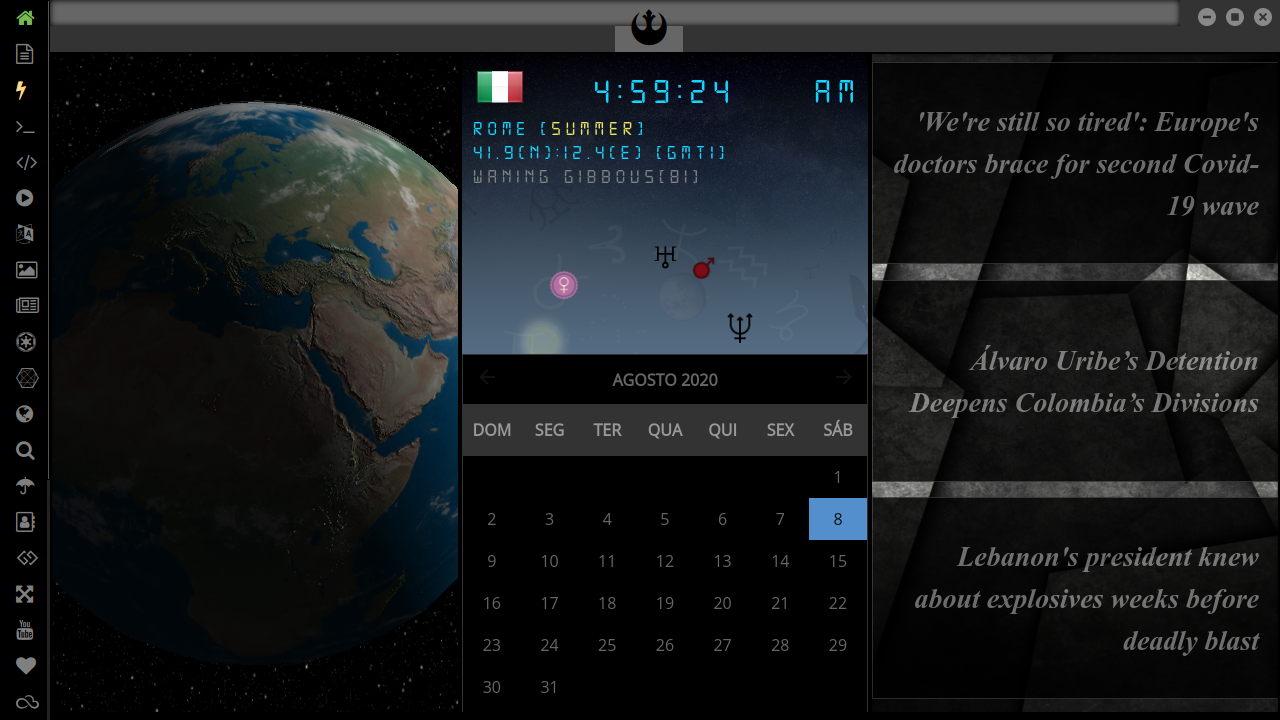 4:59:24 AM
ROME (SUMMER)
41.9(N):12.4(E) (GMT1)
WANING GIBBOUS(81)
AGOSTO 2020
DOM SEG TER QUA QUI SEX SÁB
1
2 3 4 5 6 7 8
9 10 11 12 13 14 15
16 17 18 19 20 21 22
23 24 25 26 27 28 29
30 31
'We're still so tired': Europe's
doctors brace for second Covid-
19 wave
Álvaro Uribe’s Detention
Deepens Colombia’s Divisions
Lebanon's president knew
about explosives weeks before
deadly blast
You
Tube